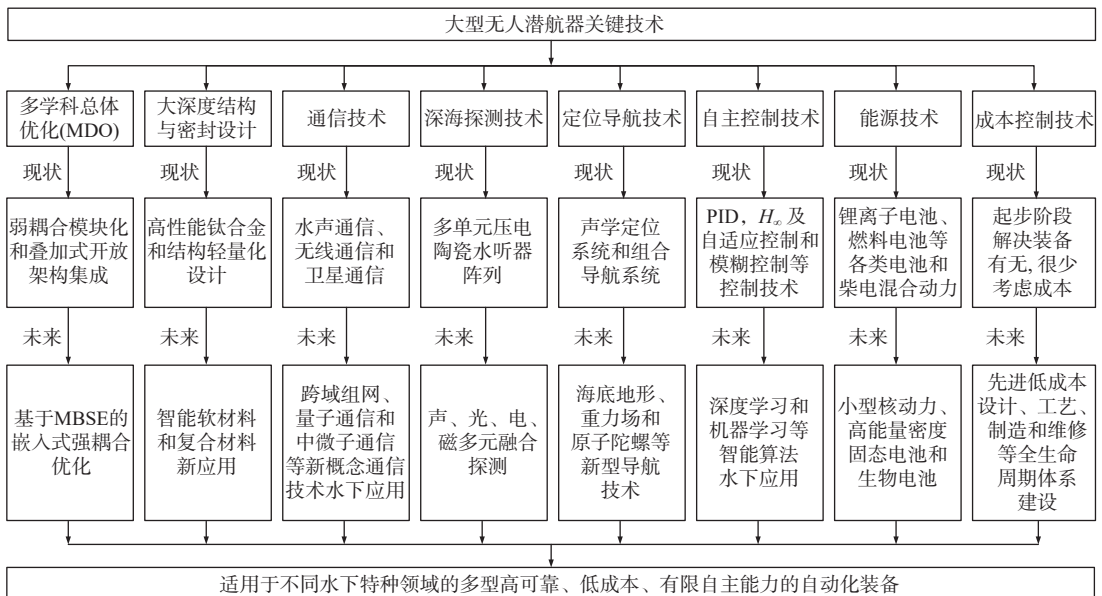 大型无人潜航器关键技术
多学科总体
优化(MDO)
大深度结构
与密封设计
通信技术
深海探测技术
定位导航技术
自主控制技术
能源技术
成本控制技术
现状
现状
现状
现状
现状
现状
现状
现状
弱耦合模块化
和叠加式开放
架构集成
高性能钛合金
和结构轻量化
设计
水声通信、
无线通信和
卫星通信
多单元压电
陶瓷水听器
阵列
声学定位
系统和组合
导航系统
PID，H∞及
自适应控制和
模糊控制等
控制技术
锂离子电池、
燃料电池等
各类电池和
柴电混合动力
起步阶段
解决装备
有无, 很少
考虑成本
未来
未来
未来
未来
未来
未来
未来
未来
基于MBSE的
嵌入式强耦合
优化
智能软材料
和复合材料
新应用
跨域组网、
量子通信和
中微子通信
等新概念通信
技术水下应用
声、光、电、
磁多元融合
探测
海底地形、
重力场和
原子陀螺等
新型导航
技术
深度学习和
机器学习等
智能算法
水下应用
小型核动力、
高能量密度
固态电池和
生物电池
先进低成本
设计、工艺、
制造和维修
等全生命
周期体系
建设
适用于不同水下特种领域的多型高可靠、低成本、有限自主能力的自动化装备